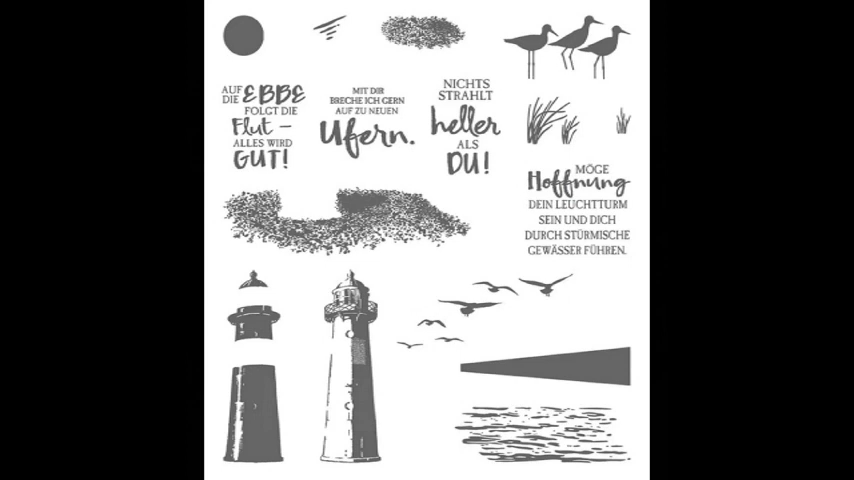 AUF
DIE EBBE
FOLGT DIE
Flut –
ALLES WIRD
GUT!
MIT DIR
BRECHE ICH GERN
AUF ZU NEUEN
Ufern.
NICHTS
STRAHLT
heller
ALS
DU!
MÖGE
Hoffnung
DEIN LEUCHTTURM
SEIN UND DICH
DURCH STÜRMISCHE
GEWÄSSER FÜHREN.